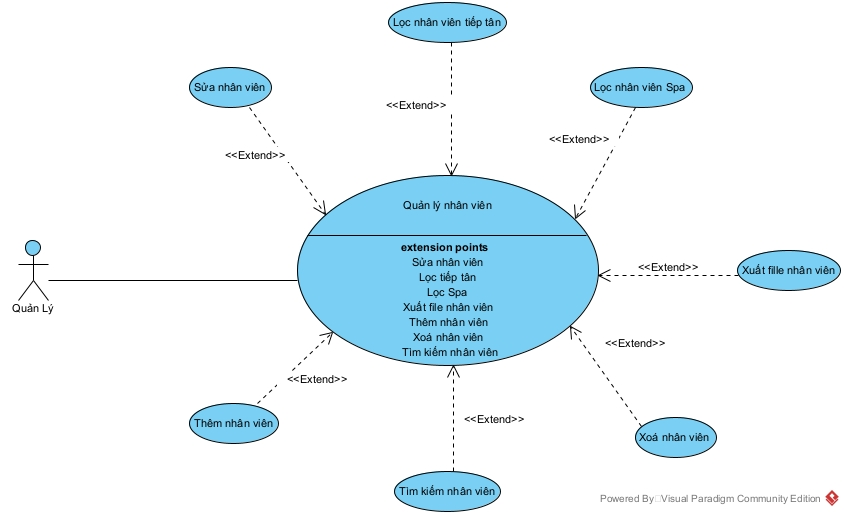 Lọc nhân viên tiếp tân
Sửa nhân viên
Lọc nhân viên Spa
<<Extend>>
<<Extend>>
<<Extend>>
Quản lý nhân viên
extension points
Sửa nhân viên
Lọc tiếp tân
Lọc Spa
Xuất file nhân viên
Thêm nhân viên
Xoá nhân viên
Tìm kiếm nhân viên
<<Extend>>
Xuất fille nhân viên
Quản Lý
<<Extend>>
<<Extend>>
<<Extend>>
Thêm nhân viên
Xoá nhân viên
Tìm kiếm nhân viên
Powered By Visual Paradigm Community Edition